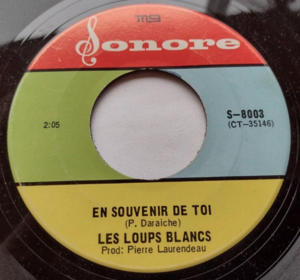 Sonore
2:05
S-8003
(CT-35146)
EN SOUVENIR DE TOI
(P. Daraiche)
LES LOUPS BLANCS
Prod: Pierre Laurendeau